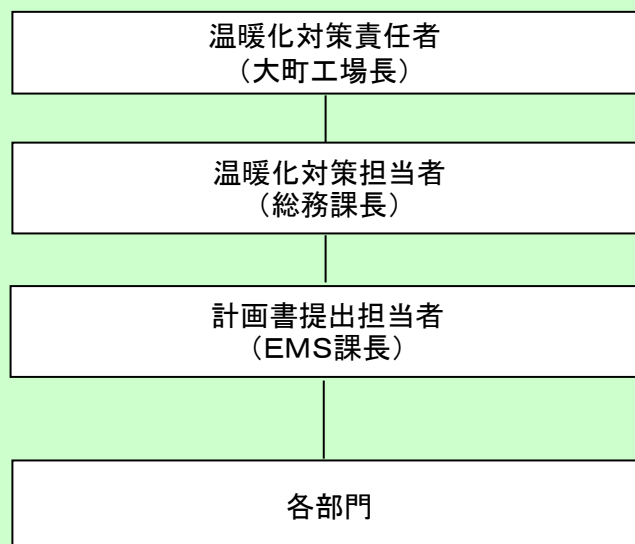 温暖化対策責任者
（大町工場長）
温暖化対策担当者
（総務課長）
計画書提出担当者
（ＥＭＳ課長）
各部門